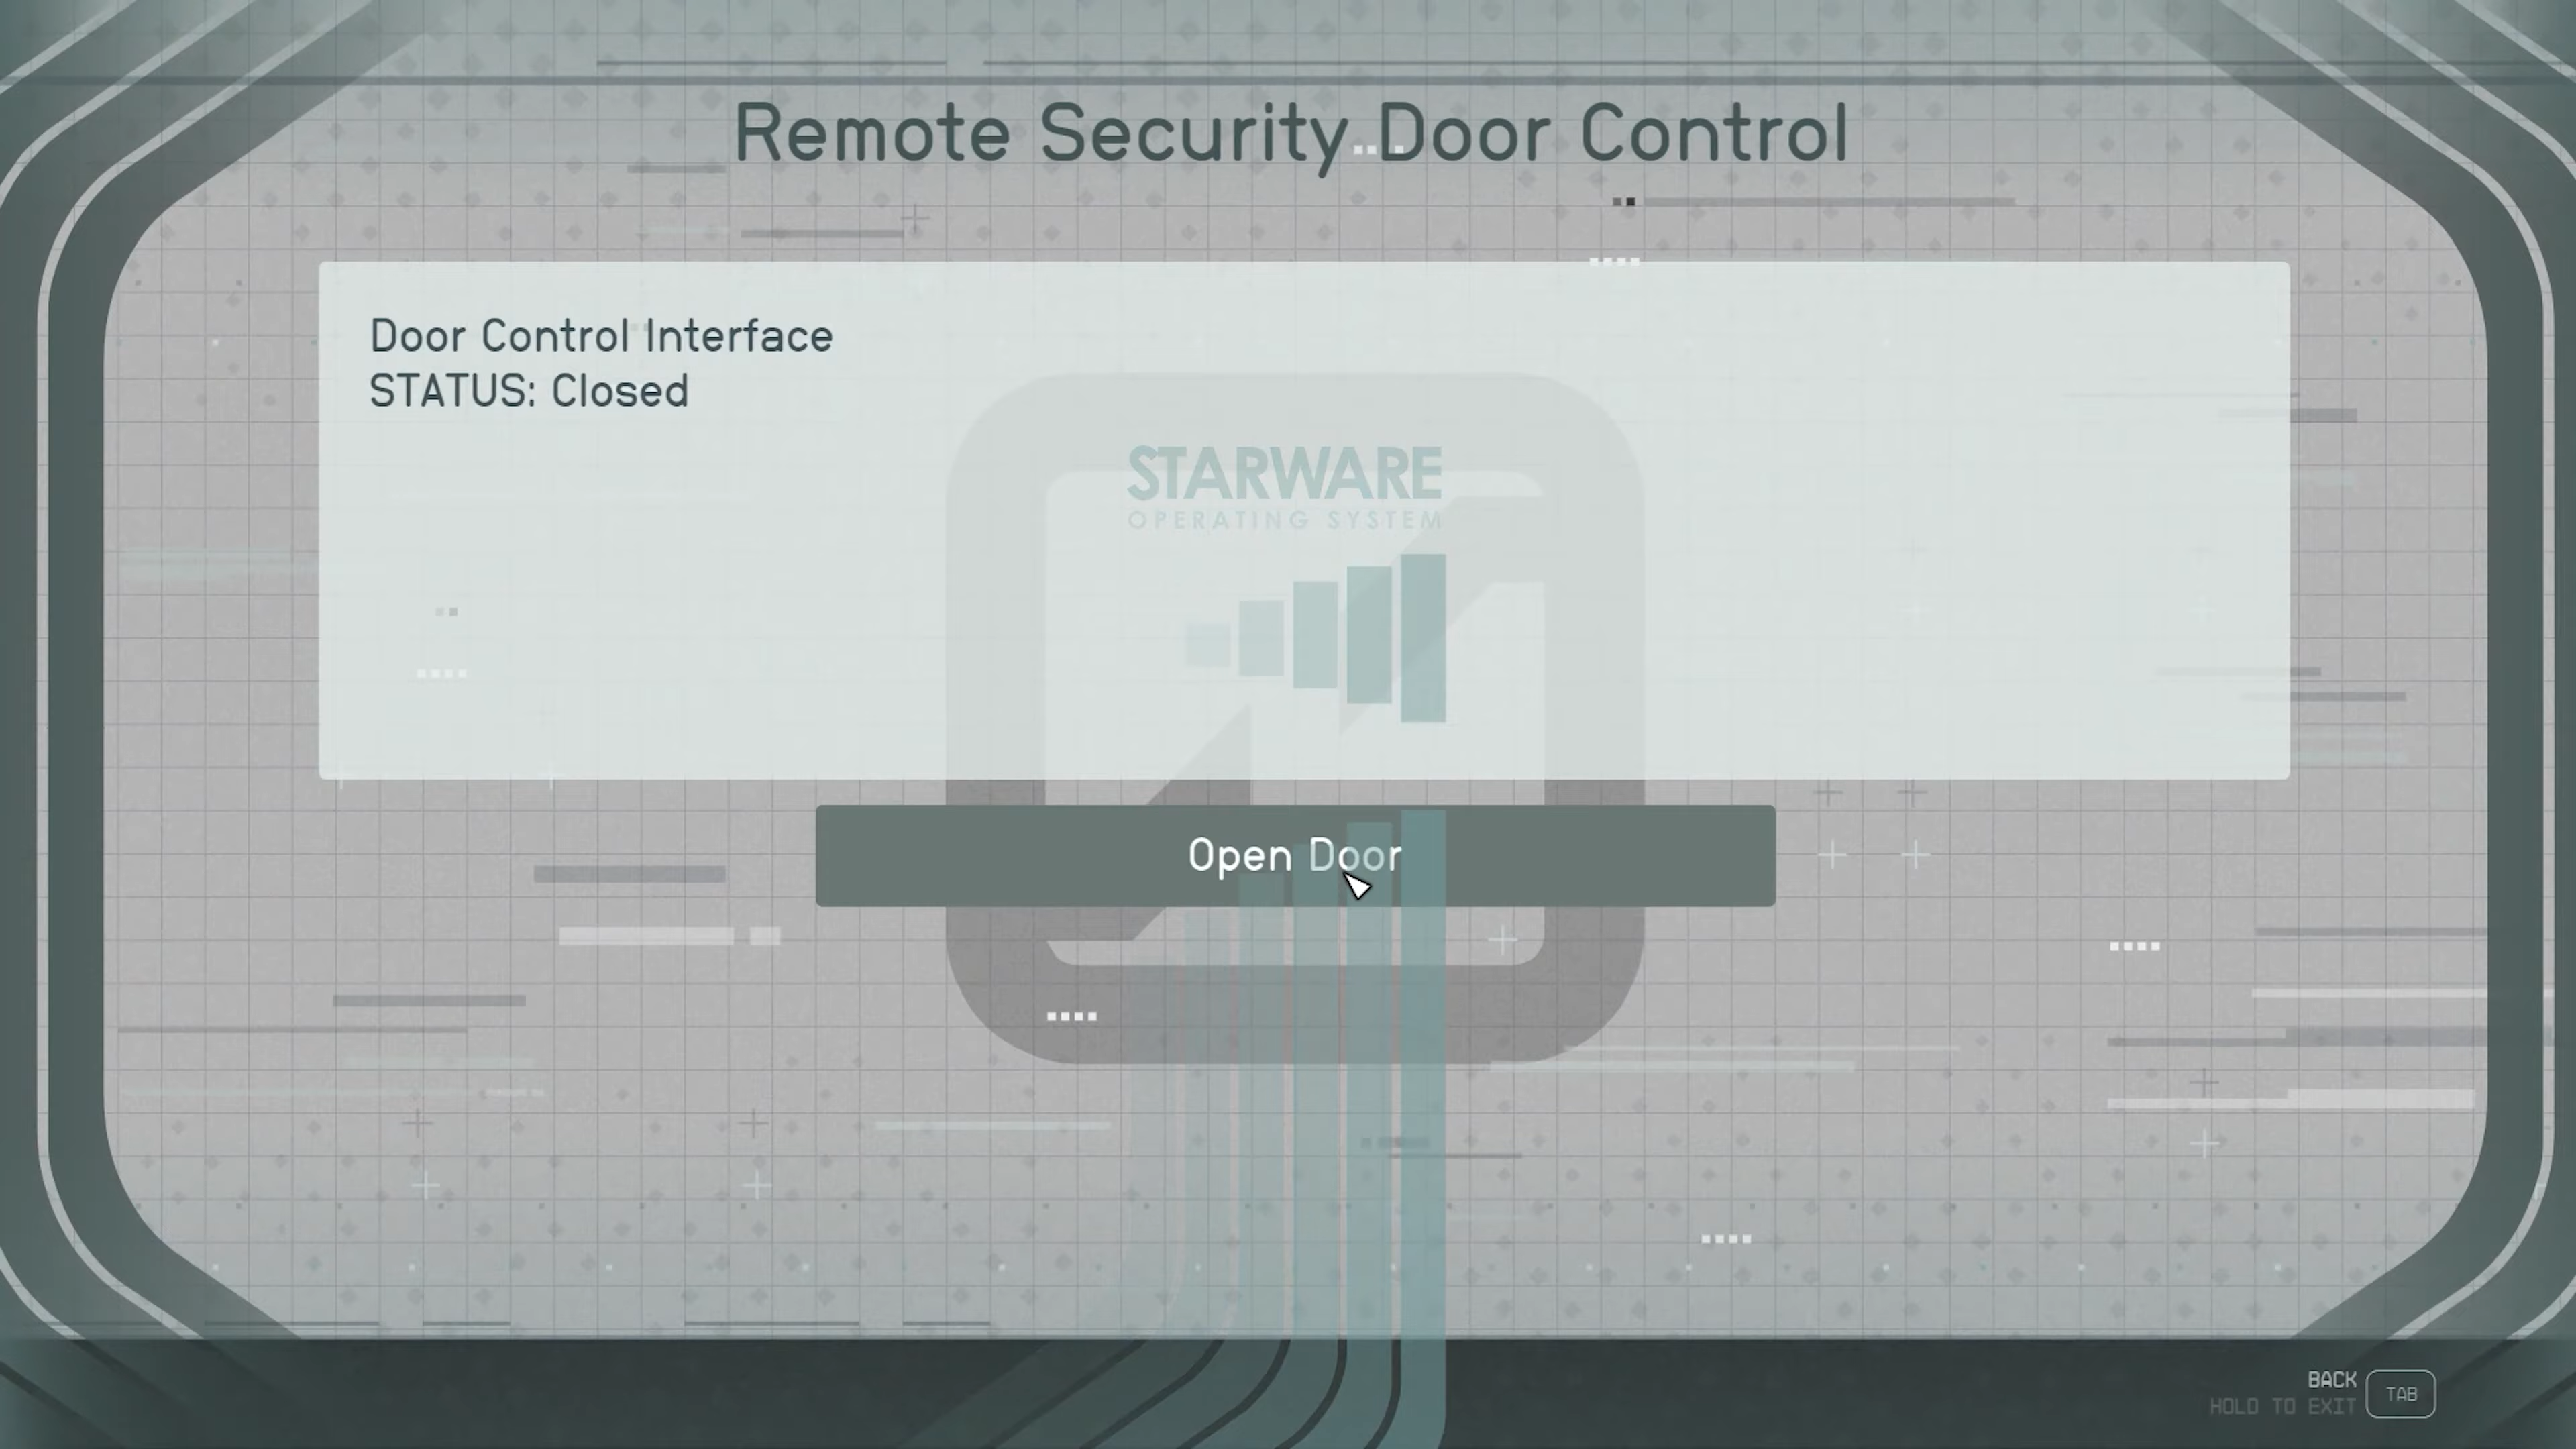 Remote Security Door Control
Door Control Interface
STATUS: Closed
STARWARE
OPERATING SYSTEM
Open Door
BACK
HOLD TO EXIT
TAB